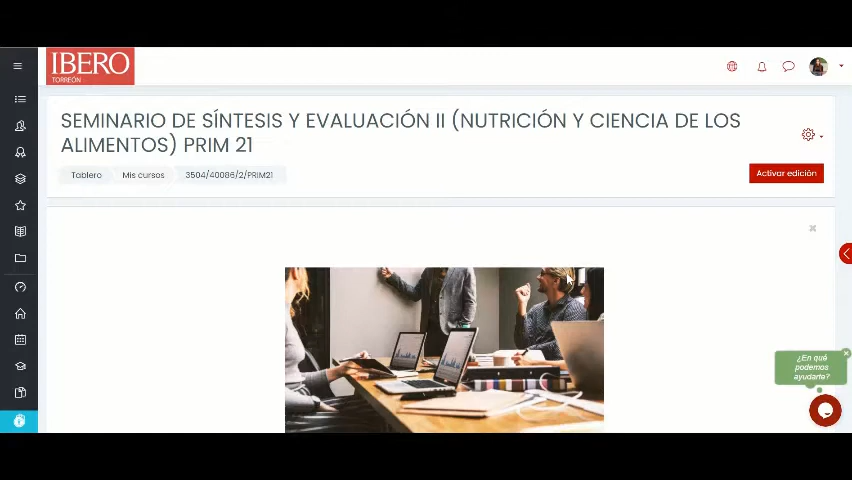 IBERO
TORREÓN
SEMINARIO DE SÍNTESIS Y EVALUACIÓN II (NUTRICIÓN Y CIENCIA DE LOS
ALIMENTOS) PRIM 21
Tablero
Mis cursos
3504/40086/2/PRIM21
Activar edición
¿En qué
podemos
ayudarte?